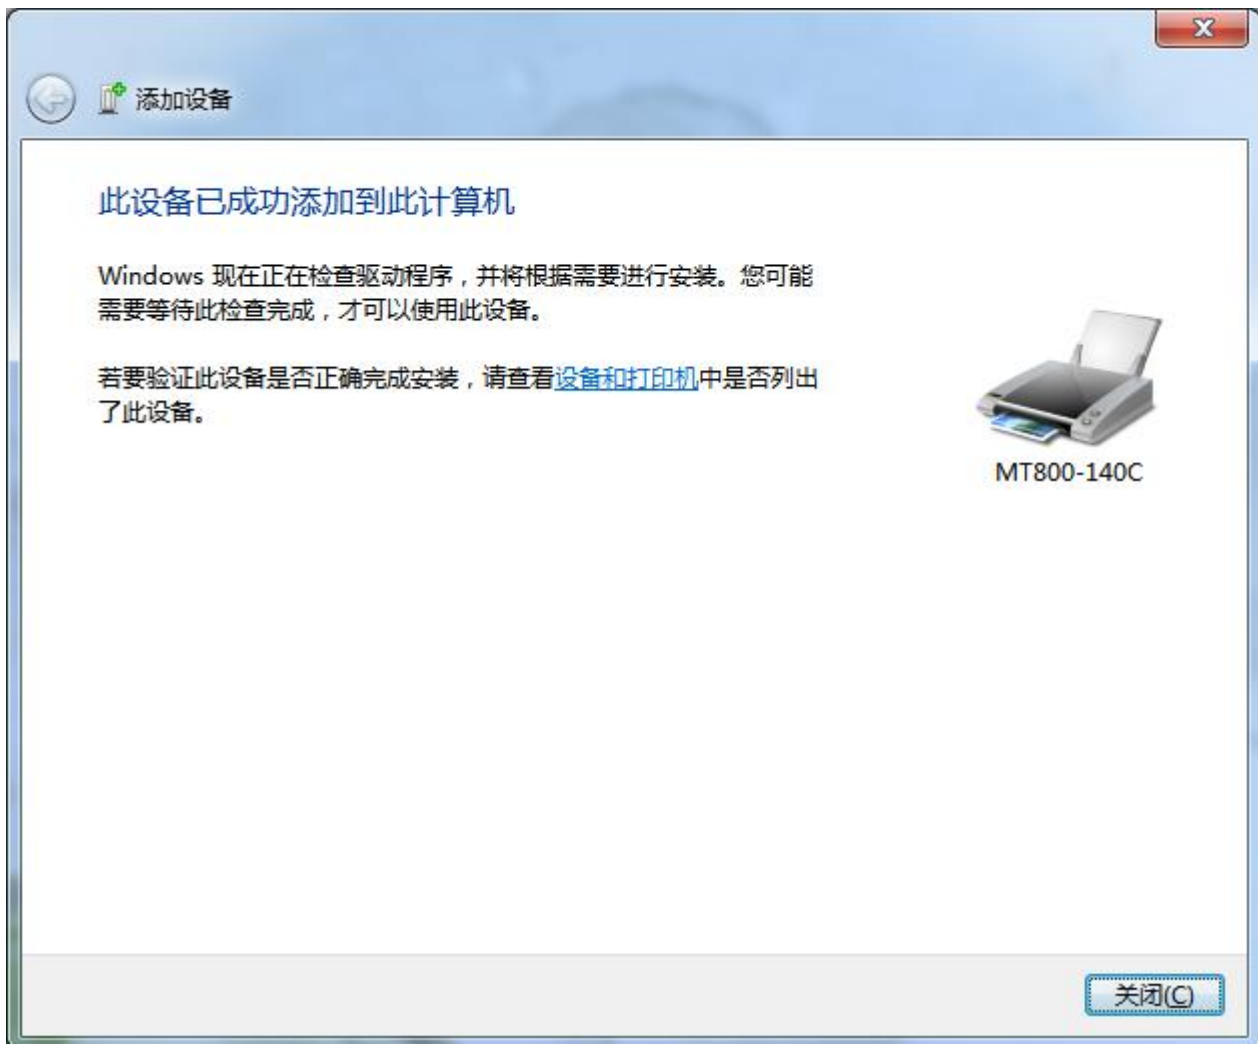 添加设备
此设备已成功添加到此计算机
Windows 现在正在检查驱动程序，并将根据需要进行安装。您可能
需要等待此检查完成，才可以使用此设备。
若要验证此设备是否正确完成安装，请查看设备和打印机中是否列出
了此设备。
MT800-140C
关闭(C)